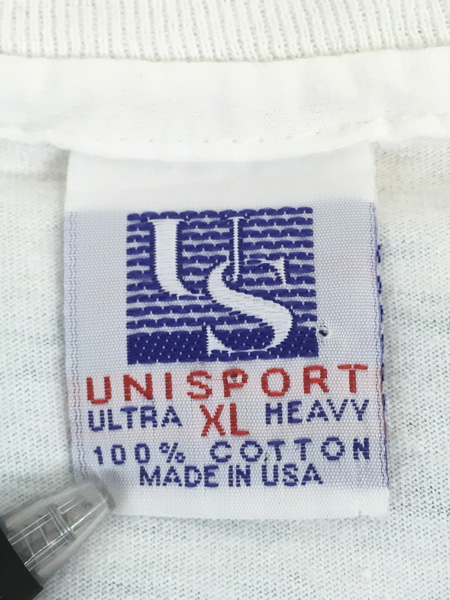 US
UNISPORT
ULTRA XL HEAVY
100% COTTON
MADE IN USA